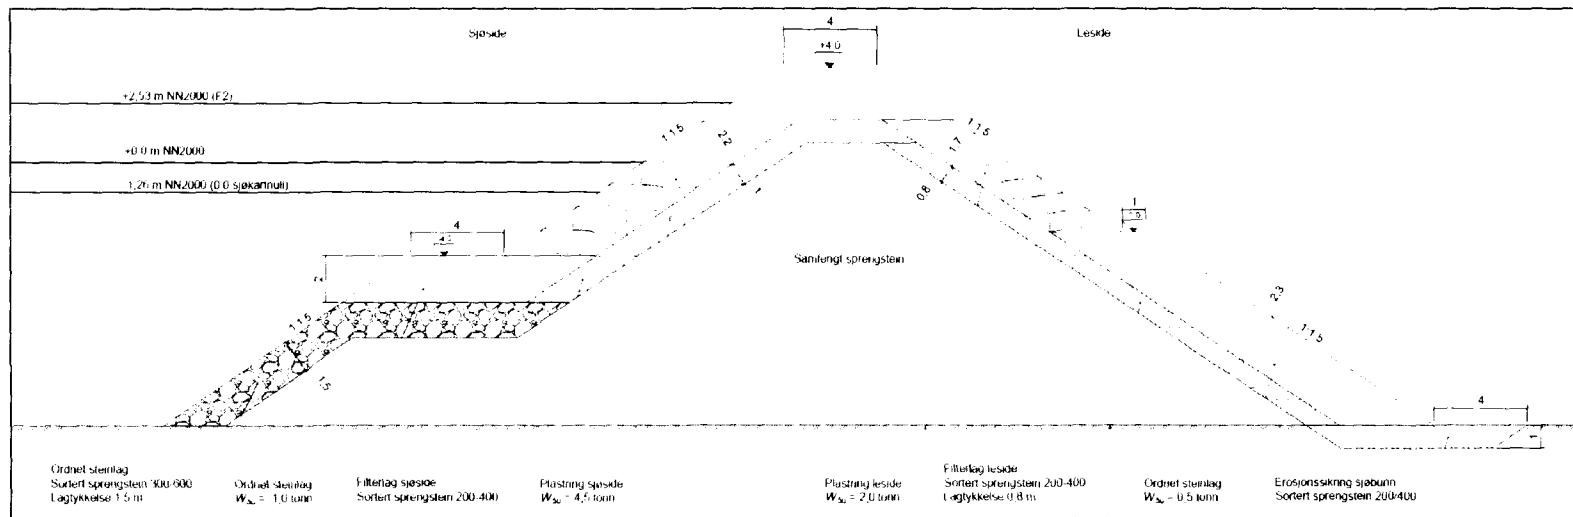 Sjøside
4
Leside
+4.0
+2,53 m NN2000 (F2)
1:1.5
2.2
1:1.5
1.7
+0.0 m NN2000
-1,26 m NN2000 (0.0 sjøkartnull)
1
0.8
4
1
Samfengt sprengstein
2
2.3
1:1.5
1:1.5
1.5
4
1
Ordnet steinlag
Sortert sprengstein 300-600
Lagtykkelse 1.5 m
Ordnet steinlag
W50 = 1,0 tonn
Filterlag sjøside
Sortert sprengstein 200-400
Plastring sjøside
W50 = 4,5 tonn
Plastring leside
W50 = 2,0 tonn
Filterlag leside
Sortert sprengstein 200-400
Lagtykkelse 0,8 m
Ordnet steinlag
W50 = 0,5 tonn
Erosjonssikring sjøbunn
Sortert sprengstein 200/400